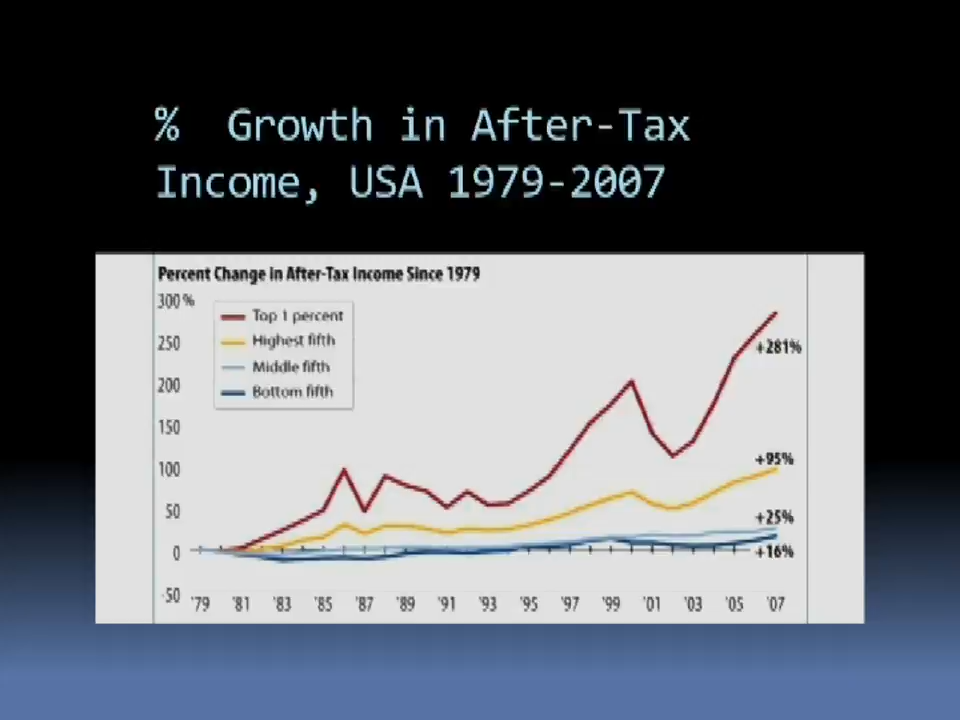 % Growth in After-Tax
Income, USA 1979-2007
Percent Change in After-Tax Income Since 1979
300%
250
200
150
100
50
0
-50
Top 1 percent
Highest fifth
Middle fifth
Bottom fifth
+281%
+95%
+25%
+16%
'79 '81 '83 '85 '87 '89 '91 '93 '95 '97 '99 '01 '03 '05 '07